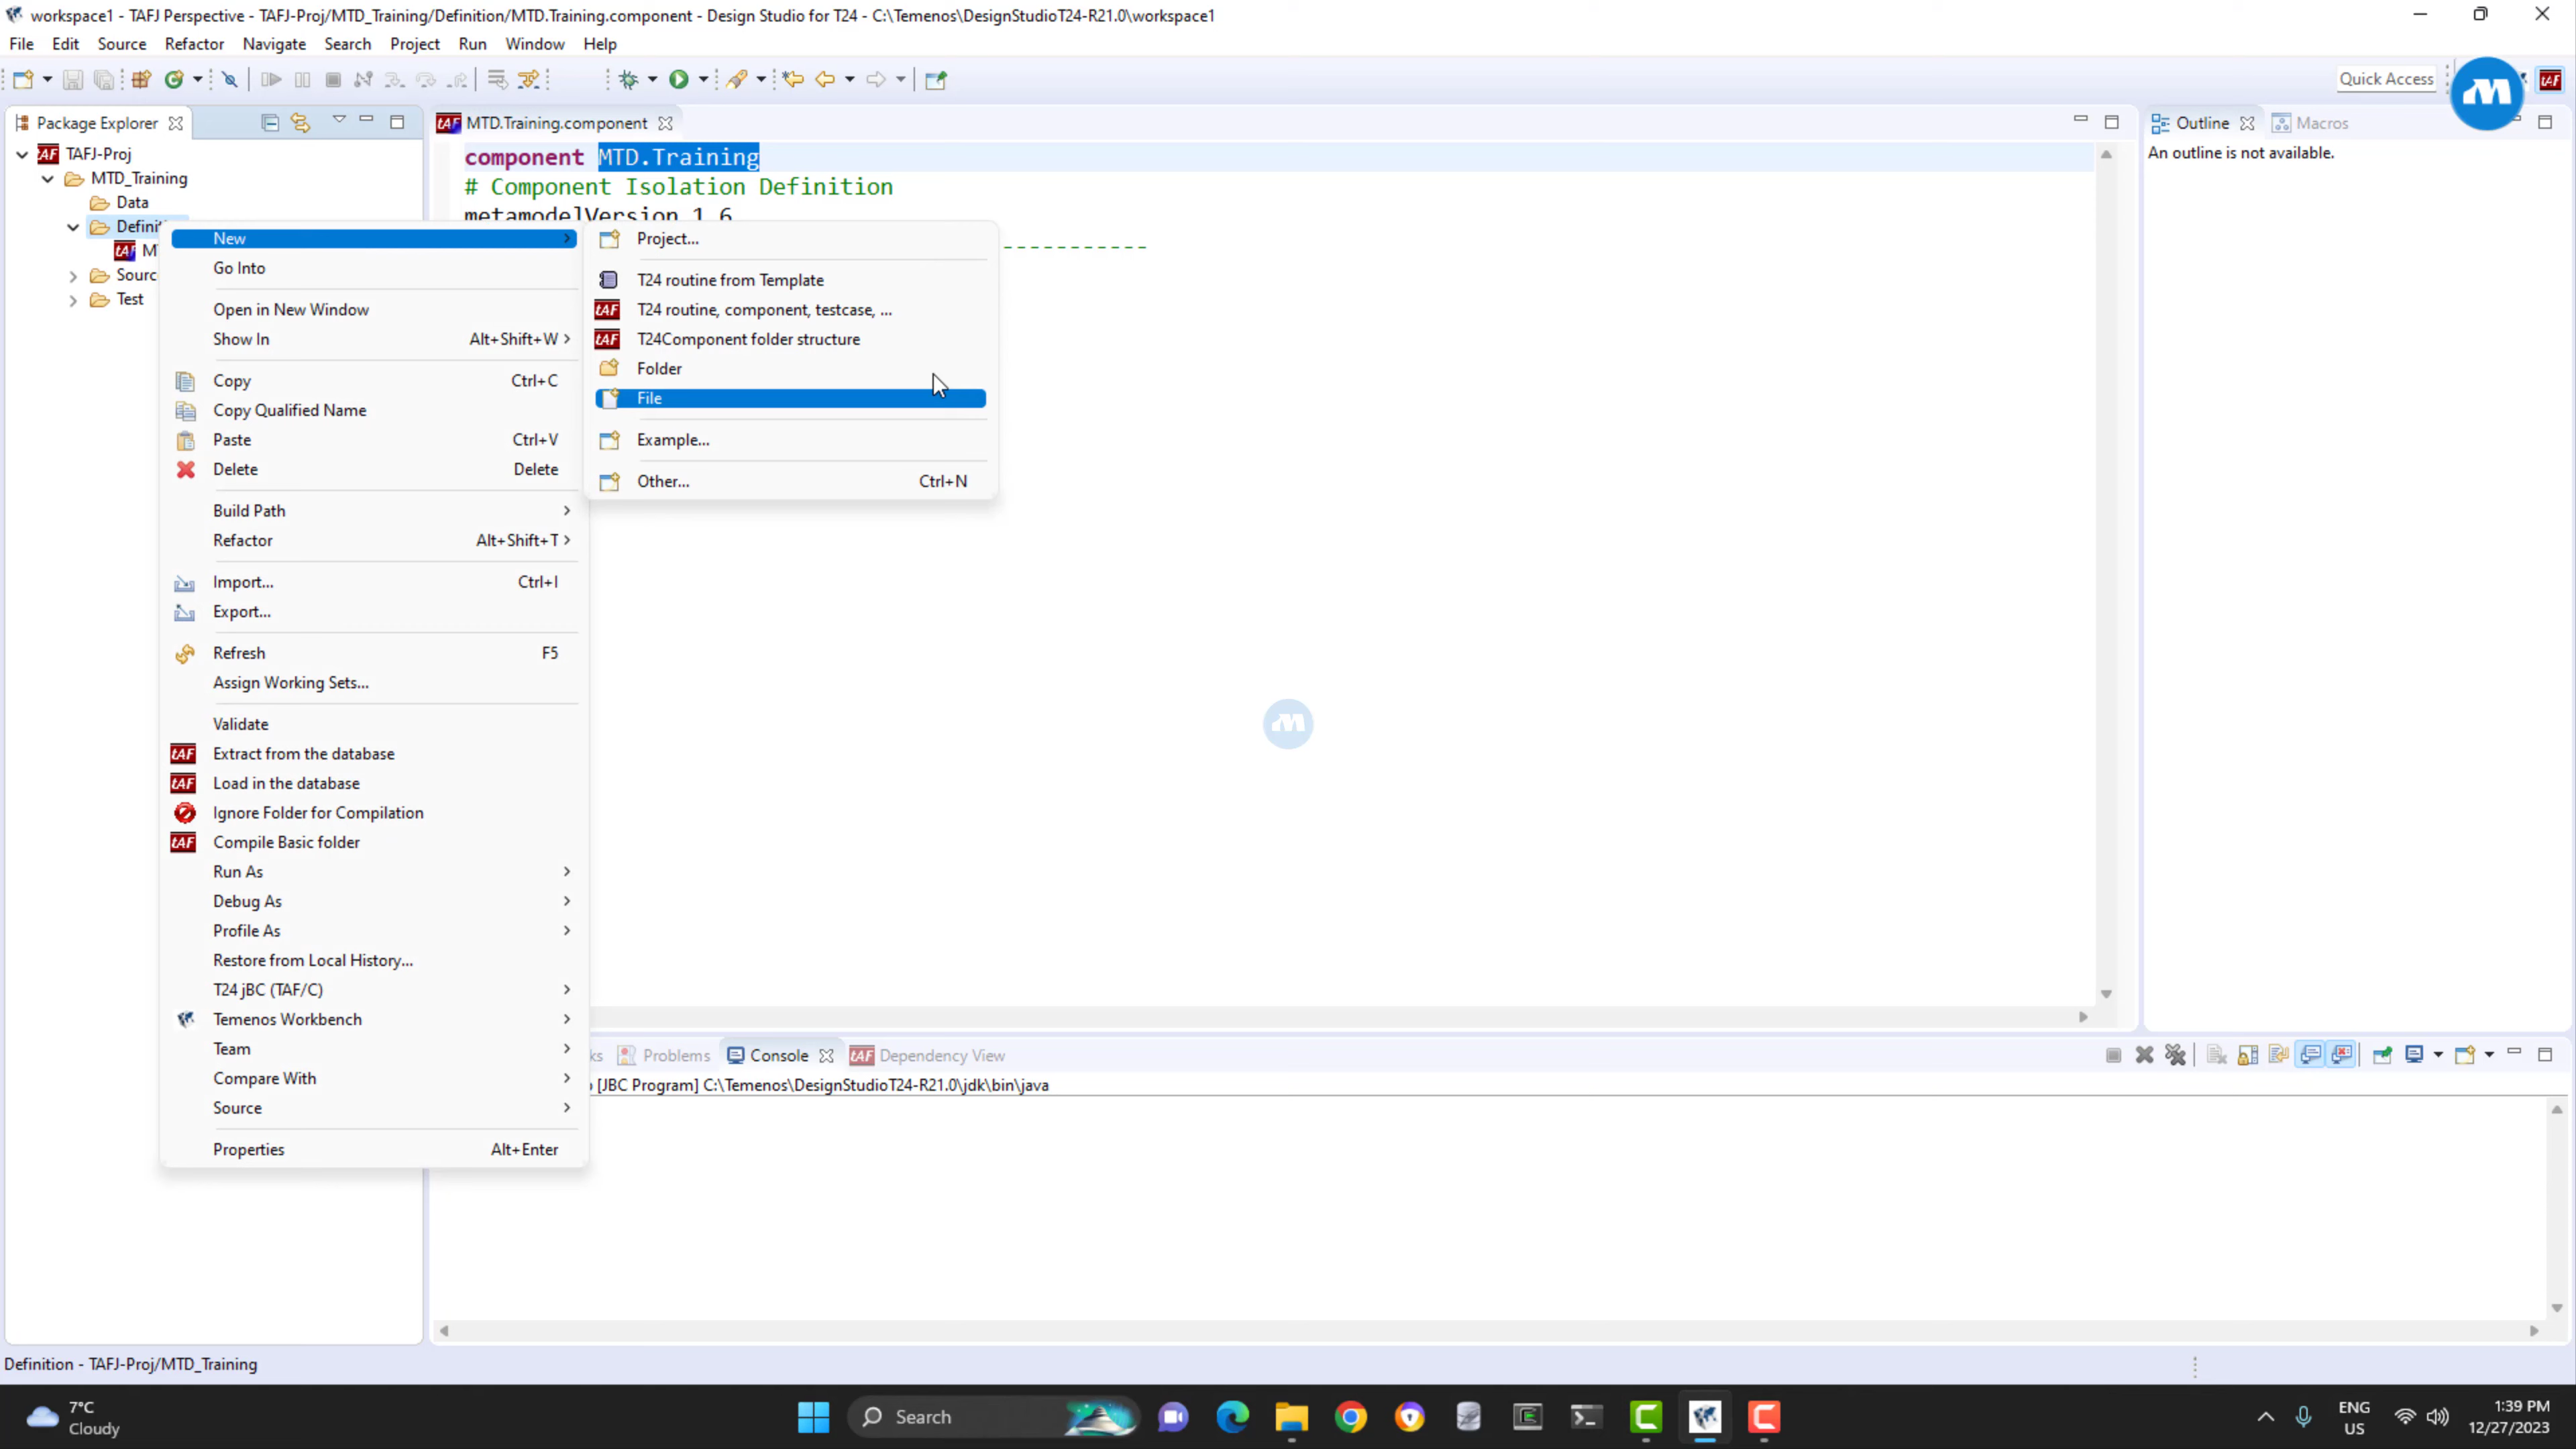 workspace1 - TAFJ Perspective - TAFJ-Proj/MTD_Training/Definition/MTD.Training.component - Design Studio for T24 - C:\Temenos\DesignStudioT24-R21.0\workspace1
File Edit Source Refactor Navigate Search Project Run Window Help
Quick Access
Package Explorer
MTD.Training.component
Outline
Macros
TAFJ-Proj
MTD_Training
Data
Sourc
Test
component MTD.Training
# Component Isolation Definition
metamodelVersion 1.6
An outline is not available.
New
Go Into
Open in New Window
Show In Alt+Shift+W
Copy Ctrl+C
Copy Qualified Name
Paste Ctrl+V
Delete Delete
Build Path
Refactor Alt+Shift+T
Import... Ctrl+I
Export...
Refresh F5
Assign Working Sets...
Validate
Extract from the database
Load in the database
Ignore Folder for Compilation
Compile Basic folder
Run As
Debug As
Profile As
Restore from Local History...
T24 jBC (TAF/C)
Temenos Workbench
Team
Compare With
Source
Properties Alt+Enter
Project...
T24 routine from Template
T24 routine, component, testcase, ...
T24Component folder structure
Folder
File
Example...
Other... Ctrl+N
Problems
Console
Dependency View
[JBC Program] C:\Temenos\DesignStudioT24-R21.0\jdk\bin\java
Definition - TAFJ-Proj/MTD_Training
7°C
Cloudy
Search
ENG
US
1:39 PM
12/27/2023